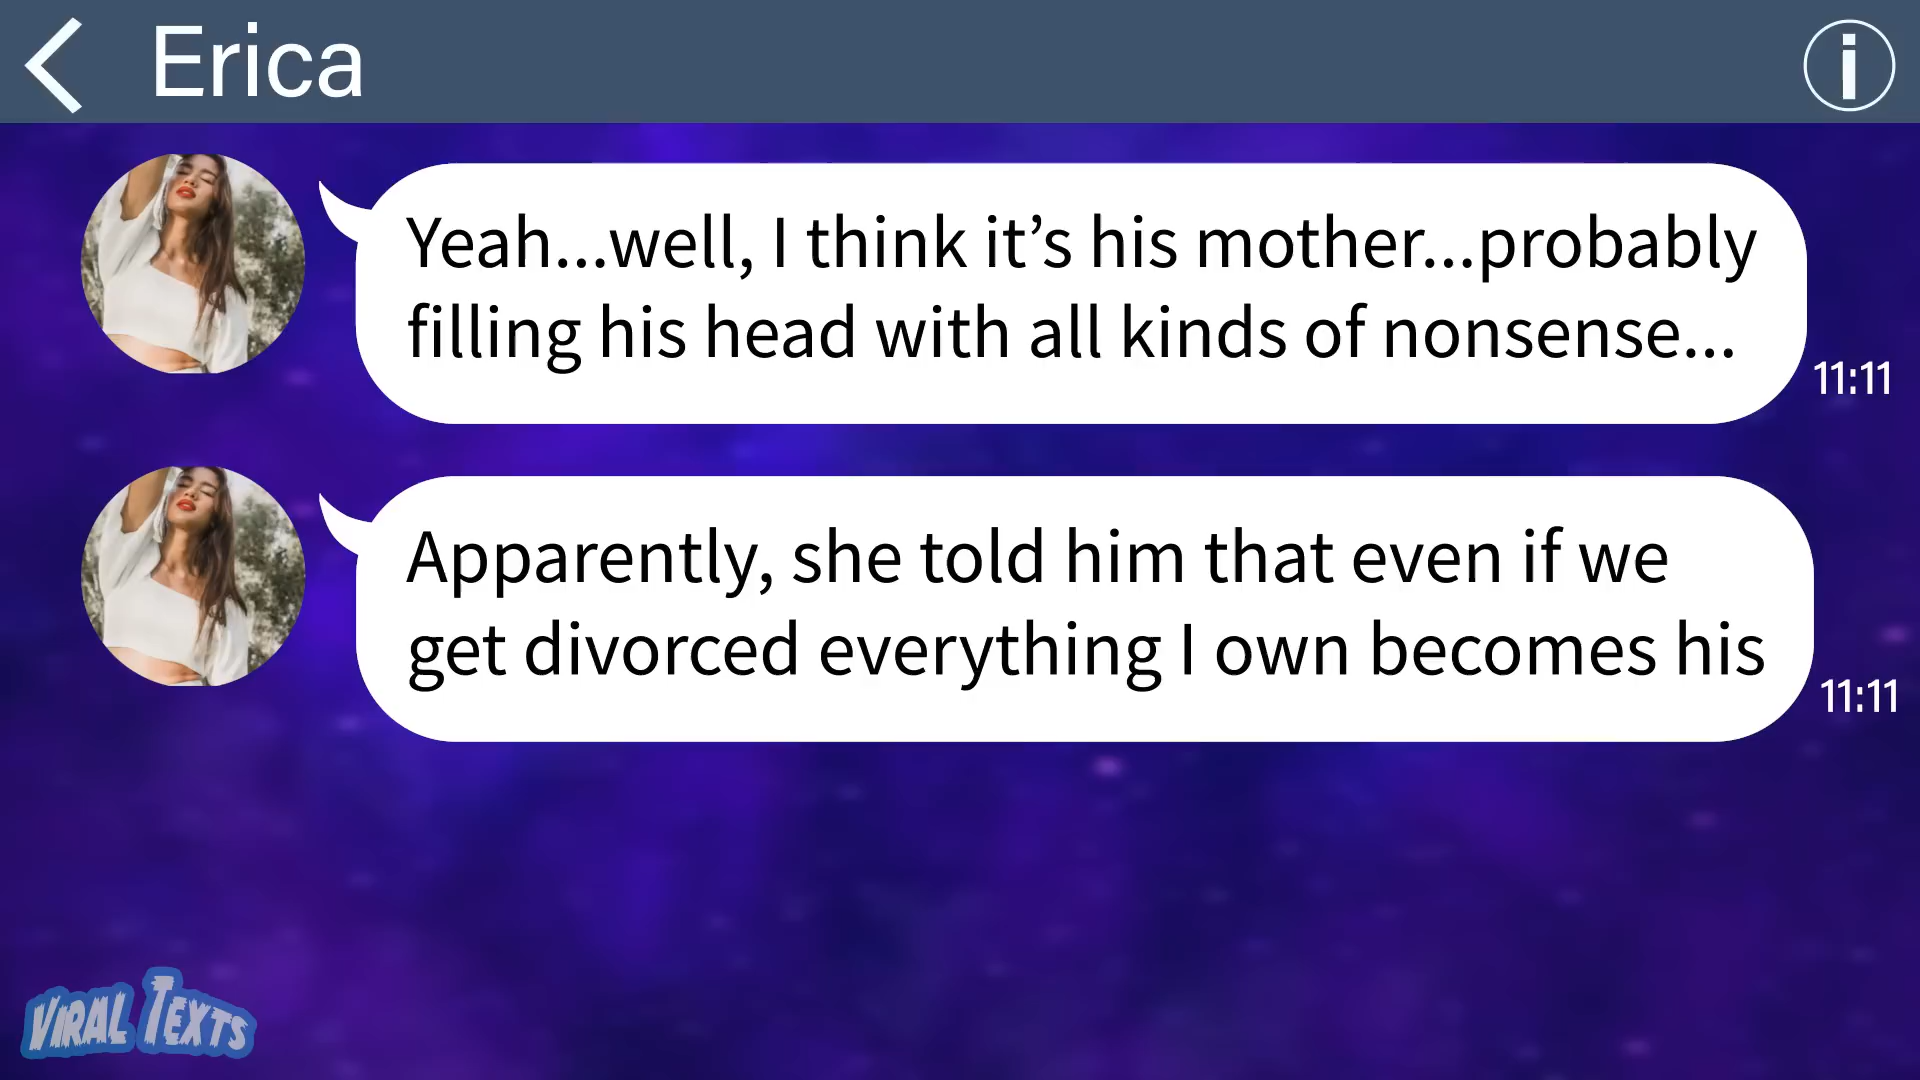 Erica
Yeah...well, I think it’s his mother...probably
filling his head with all kinds of nonsense...
11:11
Apparently, she told him that even if we
get divorced everything I own becomes his
11:11
VIRAL TEXTS